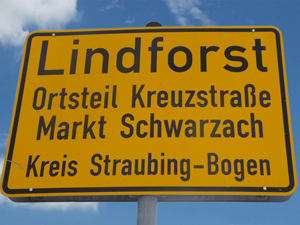 Lindforst
Ortsteil Kreuzstraße
Markt Schwarzach
Kreis Straubing-Bogen